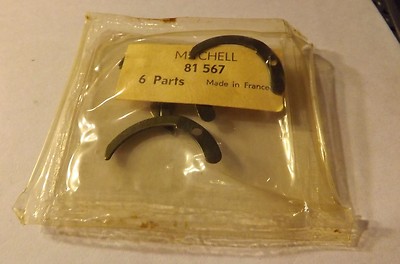 MITCHELL
81 567
6 Parts Made in France